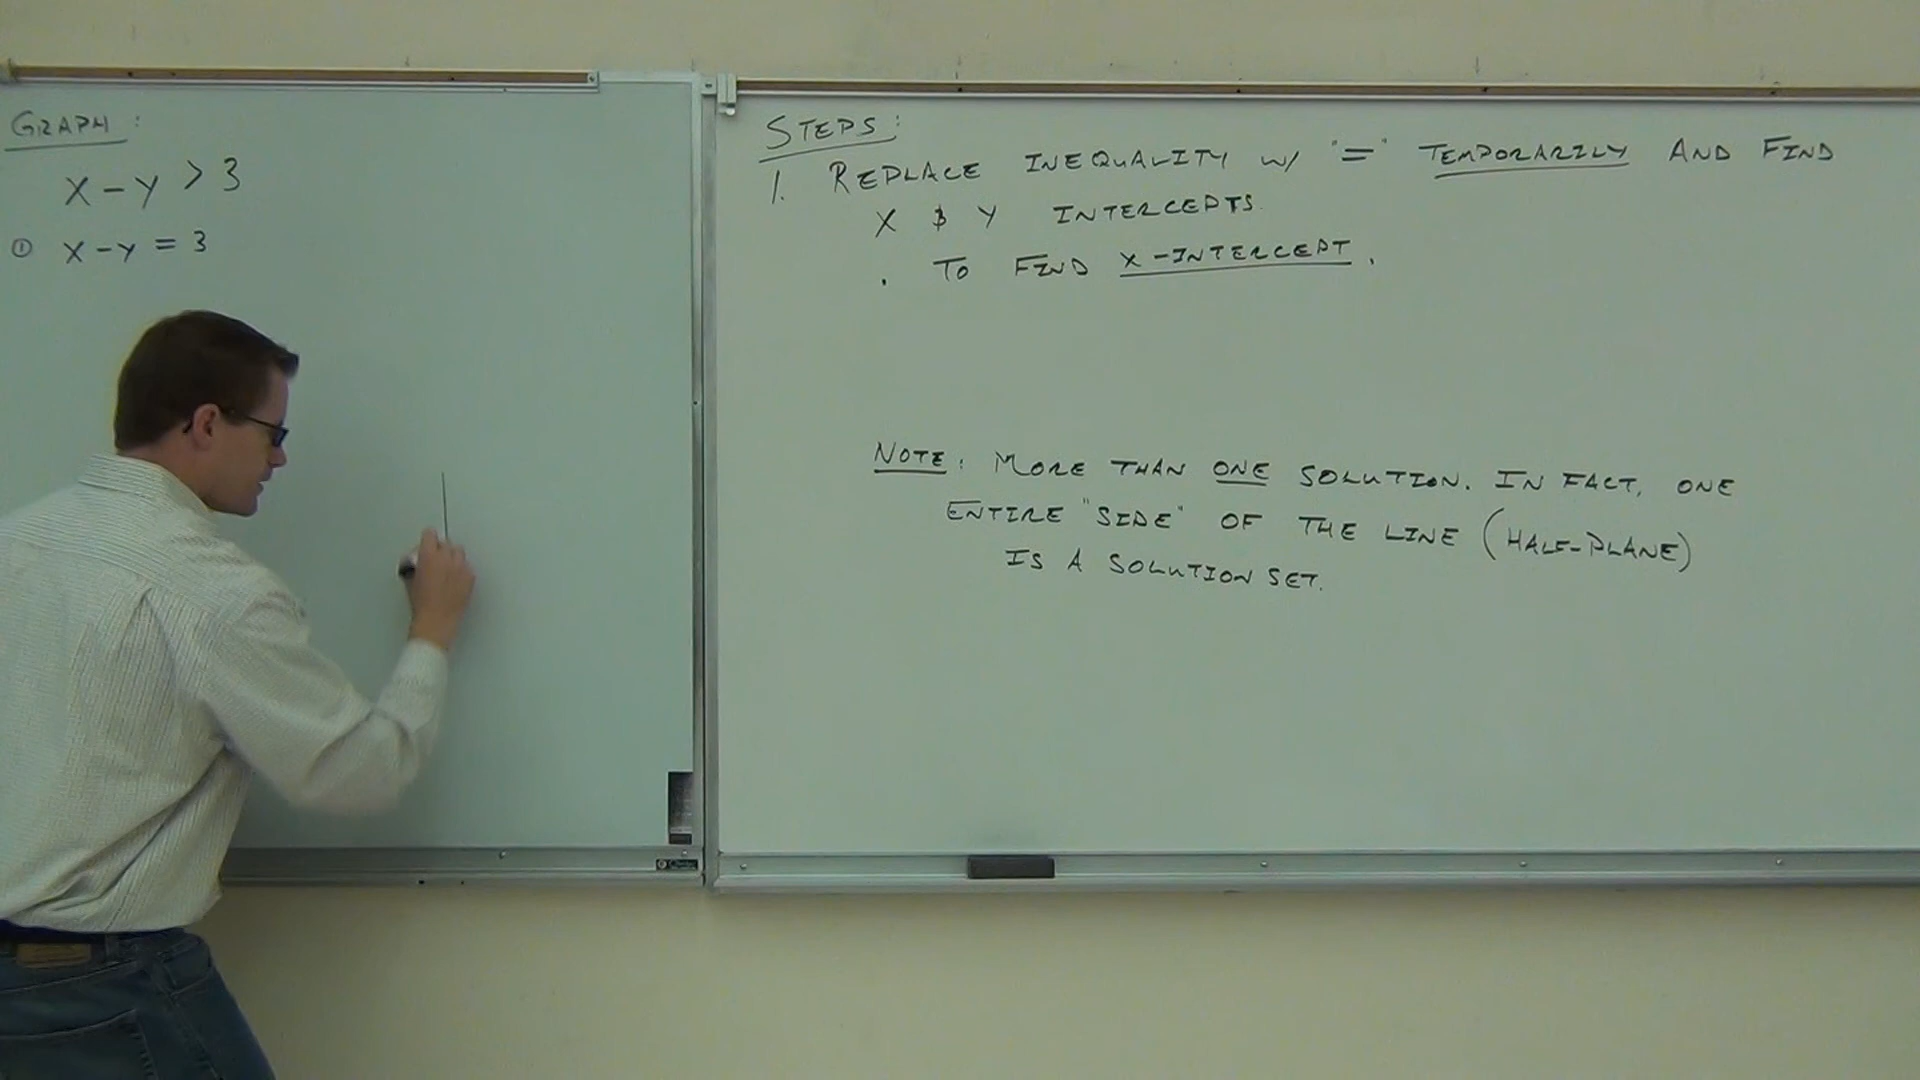 GRAPH:
X - Y > 3
① X - Y = 3
STEPS:
1. REPLACE INEQUALITY W/ "=" TEMPORARILY AND FIND
X & Y INTERCEPTS
. TO FIND X-INTERCEPT.
NOTE: MORE THAN ONE SOLUTION. IN FACT, ONE
ENTIRE "SIDE" OF THE LINE (HALF-PLANE)
IS A SOLUTION SET.